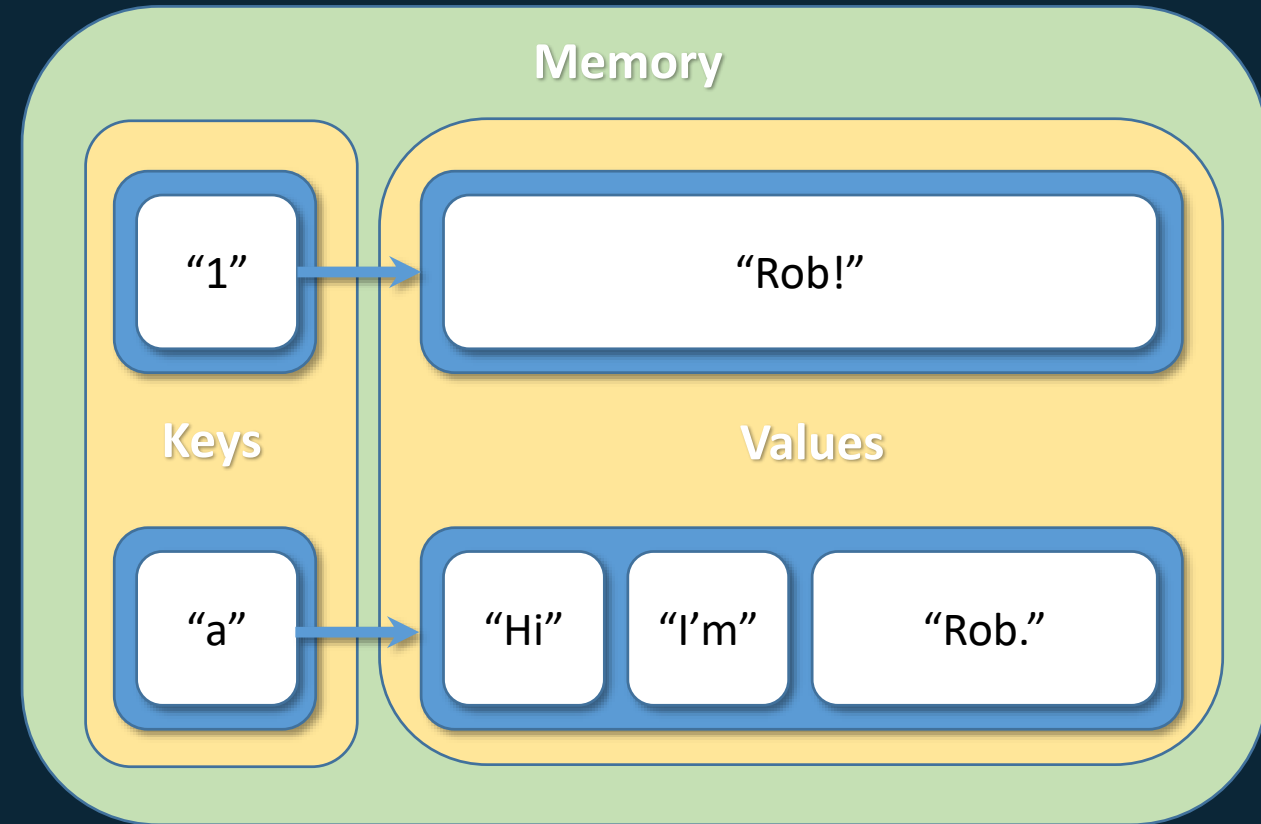 Memory
“1”
“Rob!”
Keys
Values
“a”
“Hi”
“I’m”
“Rob.”